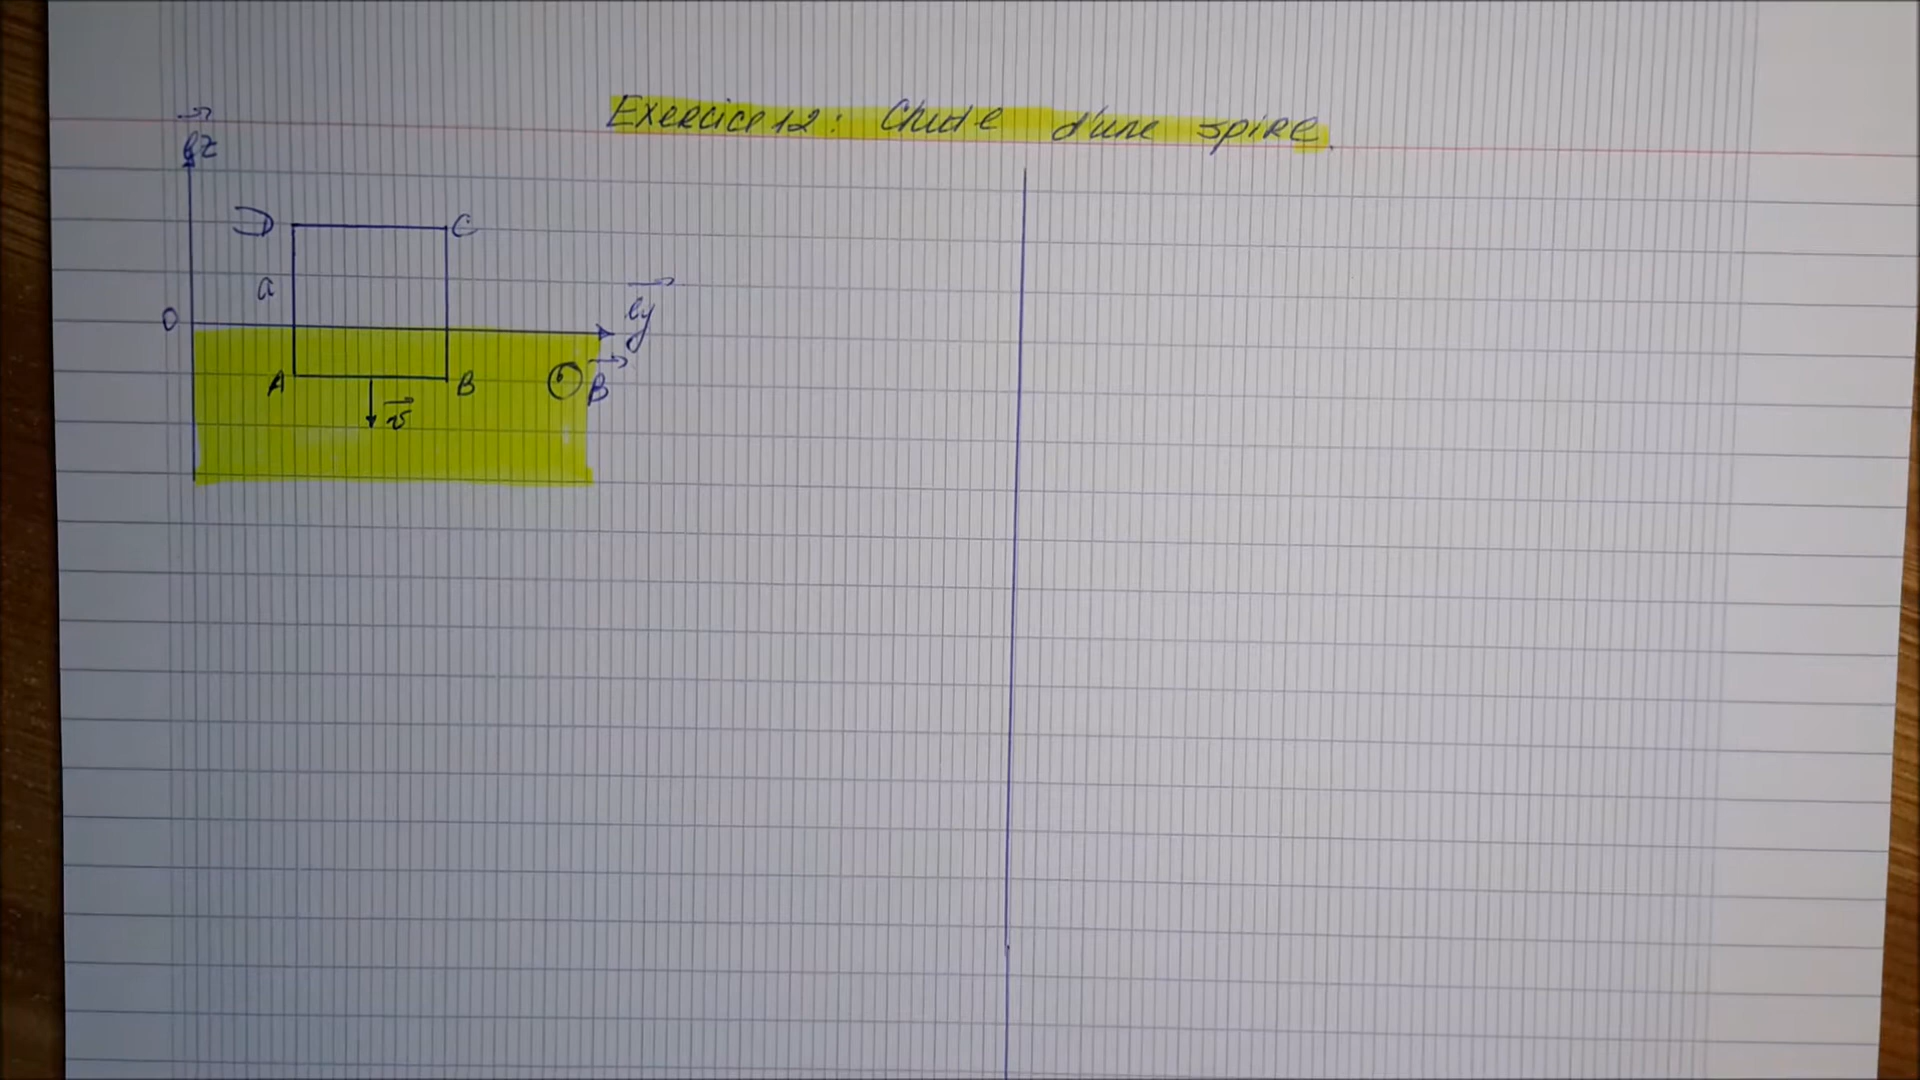 Exercice 12 : Chute d'une spire.
ez
D C
a
O ey
A B B
v